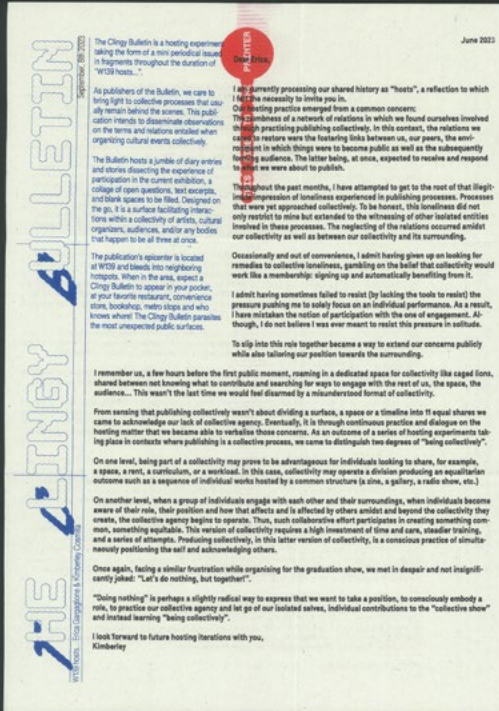 THE CLINGY BULLETIN
September, 8th 2023
W139 hosts... Erica Gargaglione & Kimberley Cosmilla
The Clingy Bulletin is a hosting experiment
taking the form of a mini periodical issued
in fragments throughout the duration of
"W139 hosts...".
As publishers of the Bulletin, we care to
bring light to collective processes that usu-
ally remain behind the scenes. This publi-
cation intends to disseminate observations
on the terms and relations entailed when
organizing cultural events collectively.
The Bulletin hosts a jumble of diary entries
and stories dissecting the experience of
participation in the current exhibition, a
collage of open questions, text excerpts,
and blank spaces to be filled. Designed on
the go, it is a surface facilitating interac-
tions within a collectivity of artists, cultural
organizers, audiences, and/or any bodies
that happen to be all three at once.
The publication's epicenter is located
at W139 and bleeds into neighboring
hotspots. When in the area, expect a
Clingy Bulletin to appear in your pocket,
at your favorite restaurant, convenience
store, bookshop, metro stops and who
knows where! The Clingy Bulletin parasites
the most unexpected public surfaces.
June 2023
Dear Erica,
I am currently processing our shared history as "hosts", a reflection to which
I felt the necessity to invite you in.
Our hosting practice emerged from a common concern:
The numbness of a network of relations in which we found ourselves involved
through practising publishing collectively. In this context, the relations we
cared to restore were the fostering links between us, our peers, the envi-
ronment in which things were to become public as well as the subsequently
forming audience. The latter being, at once, expected to receive and respond
to what we were about to publish.
Throughout the past months, I have attempted to get to the root of that illegit-
impression of loneliness experienced in publishing processes. Processes
that were yet approached collectively. To be honest, this loneliness did not
only restrict to mine but extended to the witnessing of other isolated entities
involved in these processes. The neglecting of the relations occurred amidst
our collectivity as well as between our collectivity and its surrounding.
Occasionally and out of convenience, I admit having given up on looking for
remedies to collective loneliness, gambling on the belief that collectivity would
work like a membership: signing up and automatically benefiting from it.
I admit having sometimes failed to resist (by lacking the tools to resist) the
pressure pushing me to solely focus on an individual performance. As a result,
I have mistaken the notion of participation with the one of engagement. Al-
though, I do not believe I was ever meant to resist this pressure in solitude.
To slip into this role together became a way to extend our concerns publicly
while also tailoring our position towards the surrounding.
I remember us, a few hours before the first public moment, roaming in a dedicated space for collectivity like caged lions,
shared between not knowing what to contribute and searching for ways to engage with the rest of us, the space, the
audience... This wasn't the last time we would feel disarmed by a misunderstood format of collectivity.
From sensing that publishing collectively wasn't about dividing a surface, a space or a timeline into 11 equal shares we
came to acknowledge our lack of collective agency. Eventually, it is through continuous practice and dialogue on the
hosting matter that we became able to verbalise those concerns. As an outcome of a series of hosting experiments tak-
ing place in contexts where publishing is a collective process, we came to distinguish two degrees of "being collectively".
On one level, being part of a collectivity may prove to be advantageous for individuals looking to share, for example,
a space, a rent, a curriculum, or a workload. In this case, collectivity may operate a division producing an equalitarian
outcome such as a sequence of individual works hosted by a common structure (a zine, a gallery, a radio show, etc.)
On another level, when a group of individuals engage with each other and their surroundings, when individuals become
aware of their role, their position and how that affects and is affected by others amidst and beyond the collectivity they
create, the collective agency begins to operate. Thus, such collaborative effort participates in creating something com-
mon, something equitable. This version of collectivity requires a high investment of time and care, steadier training,
and a series of attempts. Producing collectively, in this latter version of collectivity, is a conscious practice of simulta-
neously positioning the self and acknowledging others.
Once again, facing a similar frustration while organising the graduation show, we met in despair and not insignifi-
cantly joked: "Let's do nothing, but together!".
"Doing nothing" is perhaps a slightly radical way to express that we want to take a position, to consciously embody a
role, to practice our collective agency and let go of our isolated selves, individual contributions to the "collective show"
and instead learning "being collectively".
I look forward to future hosting iterations with you,
Kimberley